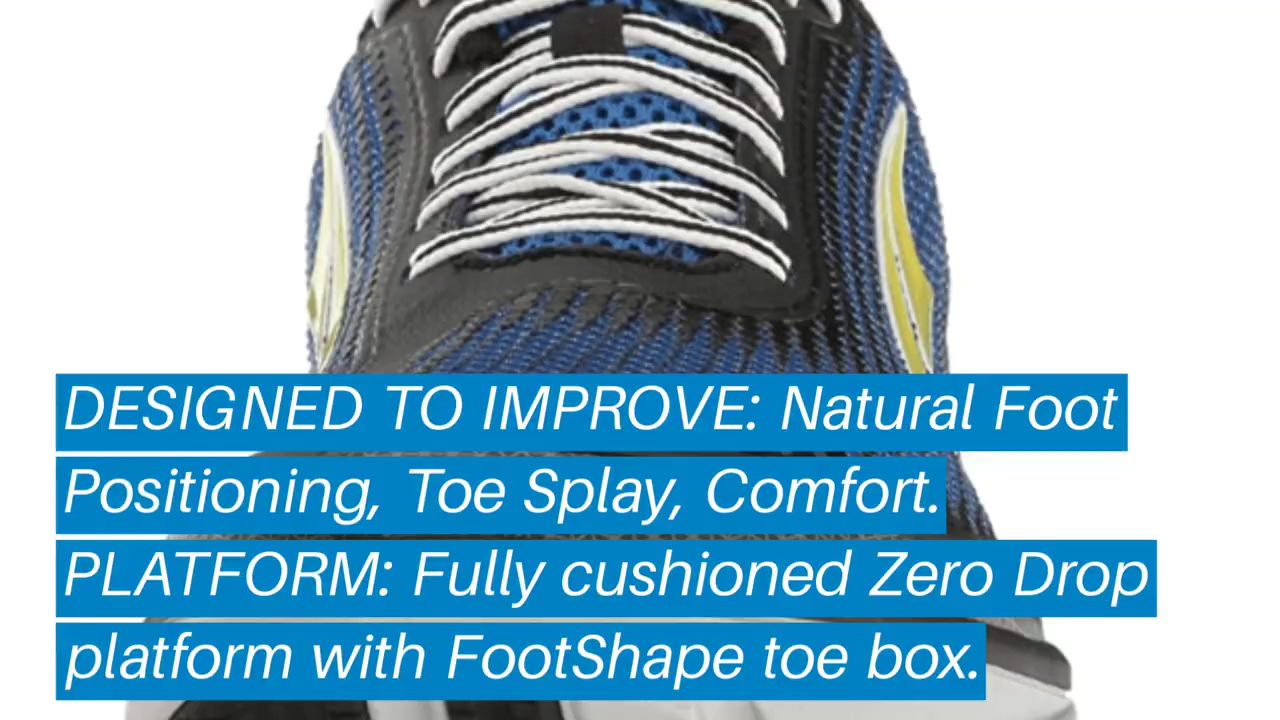 DESIGNED TO IMPROVE: Natural Foot
Positioning, Toe Splay, Comfort.
PLATFORM: Fully cushioned Zero Drop
platform with FootShape toe box.